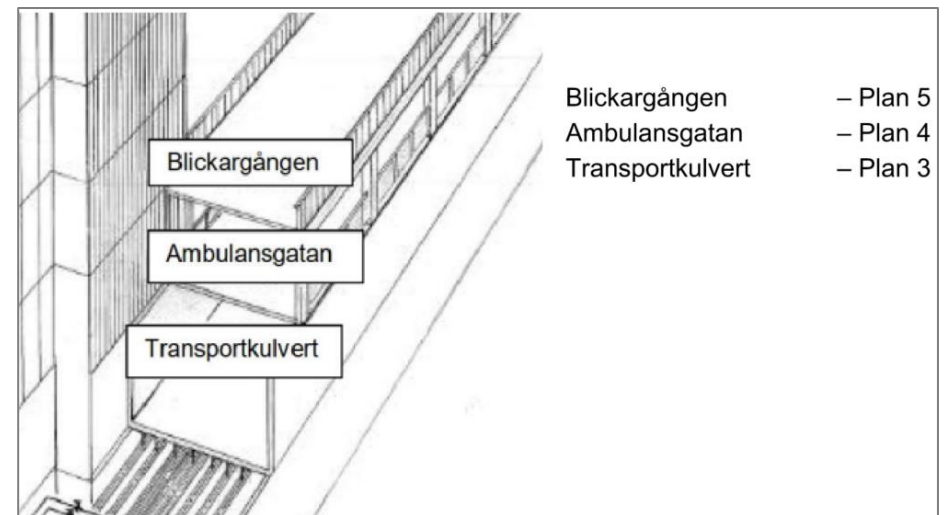 Blickargången
Ambulansgatan
Transportkulvert
Blickargången – Plan 5
Ambulansgatan – Plan 4
Transportkulvert – Plan 3